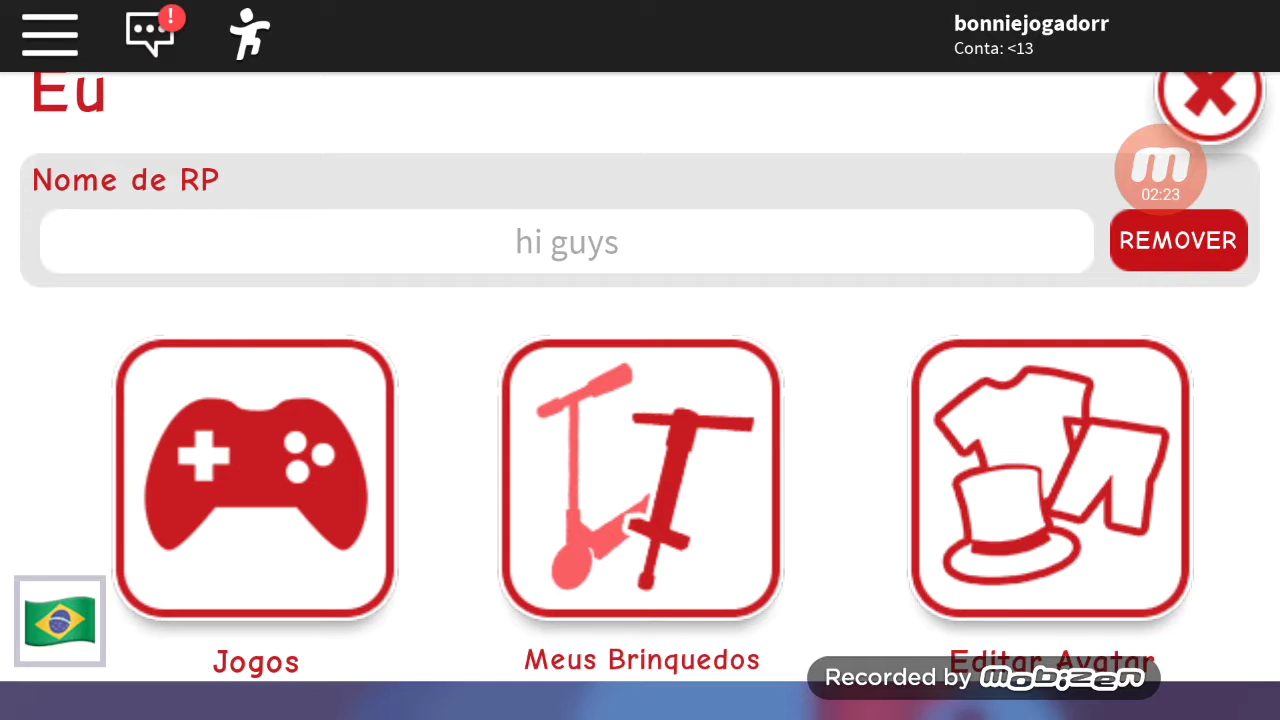 bonniejogadorr
Conta: <13
Eu
Nome de RP
02:23
hi guys
REMOVER
Jogos
Meus Brinquedos
Editar Avatar
Recorded by mobizen